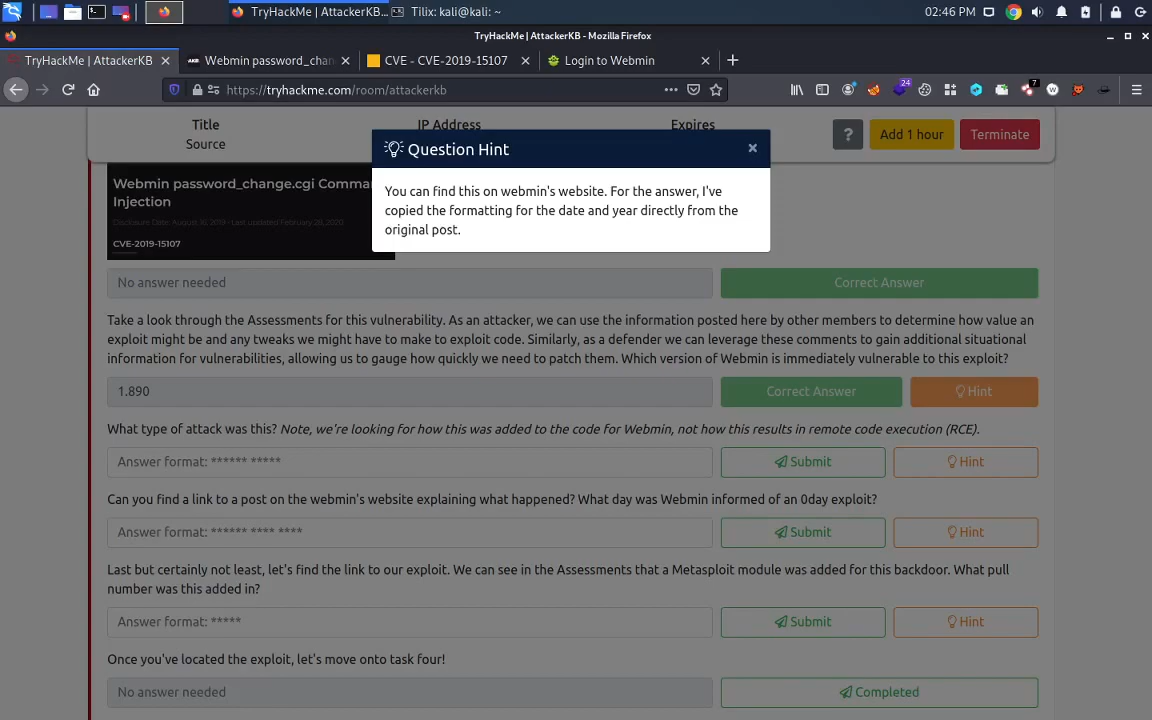 TryHackMe | AttackerKB...
Tilix: kali@kali: ~
02:46 PM
TryHackMe | AttackerKB - Mozilla Firefox
TryHackMe | AttackerKB
Webmin password_chan
CVE - CVE-2019-15107
Login to Webmin
https://tryhackme.com/room/attackerkb
24
7
Title
IP Address
Expires
Source
?
Add 1 hour
Terminate
Question Hint
You can find this on webmin's website. For the answer, I've
copied the formatting for the date and year directly from the
original post.
Webmin password_change.cgi Comma
Injection
Disclosure Date: August 16, 2019 • Last updated February 28, 2020
CVE-2019-15107
No answer needed
Correct Answer
Take a look through the Assessments for this vulnerability. As an attacker, we can use the information posted here by other members to determine how value an
exploit might be and any tweaks we might have to make to exploit code. Similarly, as a defender we can leverage these comments to gain additional situational
information for vulnerabilities, allowing us to gauge how quickly we need to patch them. Which version of Webmin is immediately vulnerable to this exploit?
1.890
Correct Answer
Hint
What type of attack was this? Note, we're looking for how this was added to the code for Webmin, not how this results in remote code execution (RCE).
Answer format: ****** *****
Submit
Hint
Can you find a link to a post on the webmin's website explaining what happened? What day was Webmin informed of an 0day exploit?
Answer format: ****** **** ****
Submit
Hint
Last but certainly not least, let's find the link to our exploit. We can see in the Assessments that a Metasploit module was added for this backdoor. What pull
number was this added in?
Answer format: *****
Submit
Hint
Once you've located the exploit, let's move onto task four!
No answer needed
Completed